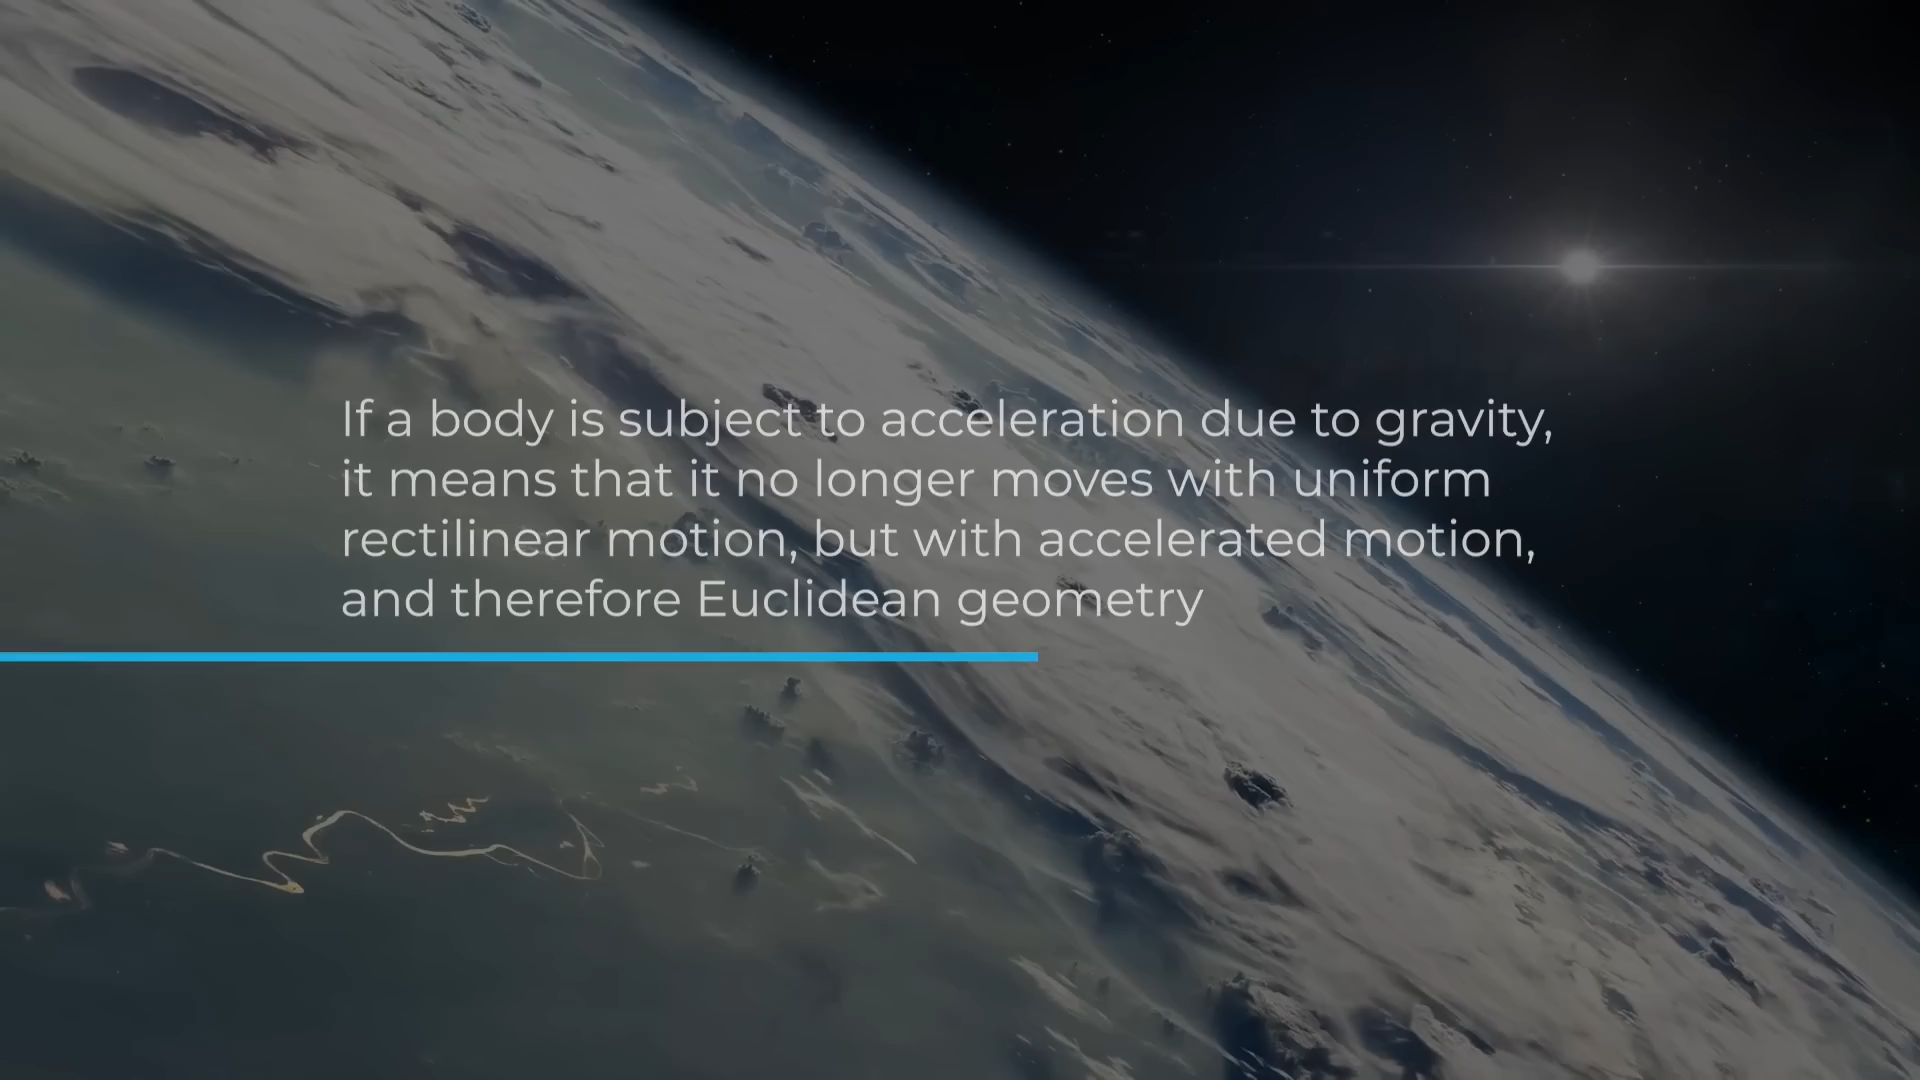 If a body is subject to acceleration due to gravity,
it means that it no longer moves with uniform
rectilinear motion, but with accelerated motion,
and therefore Euclidean geometry